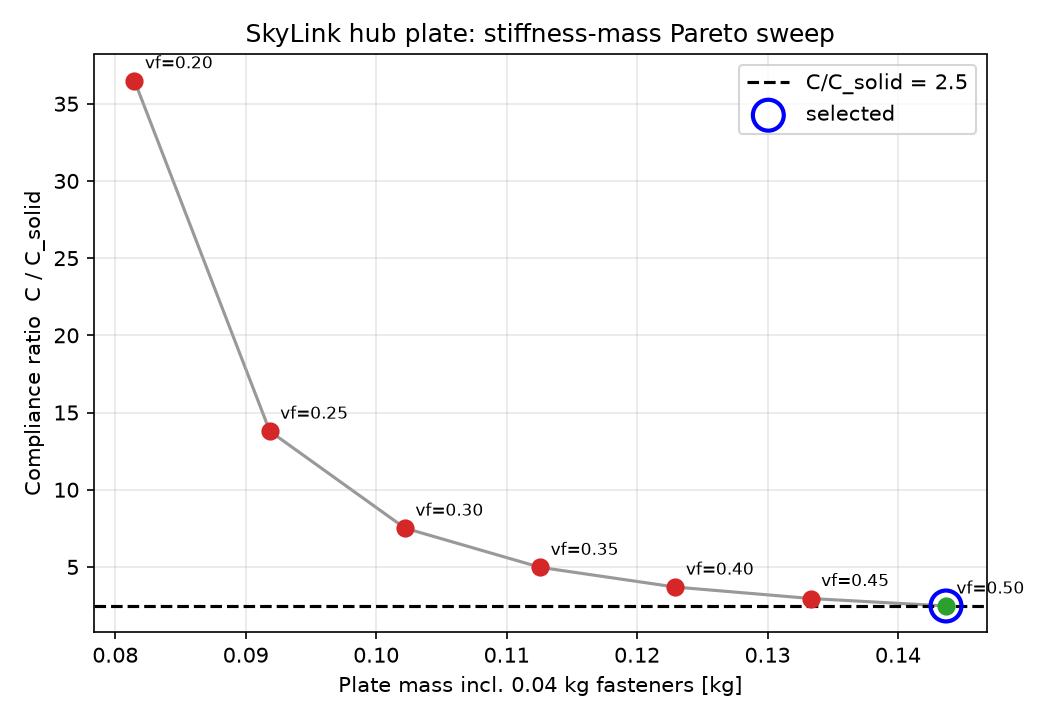 SkyLink hub plate: stiffness-mass Pareto sweep
C/C_solid = 2.5
selected
Compliance ratio  C / C_solid
35
30
25
20
15
10
5
vf=0.20
vf=0.25
vf=0.30
vf=0.35
vf=0.40
vf=0.45
vf=0.50
0.08
0.09
0.10
0.11
0.12
0.13
0.14
Plate mass incl. 0.04 kg fasteners [kg]